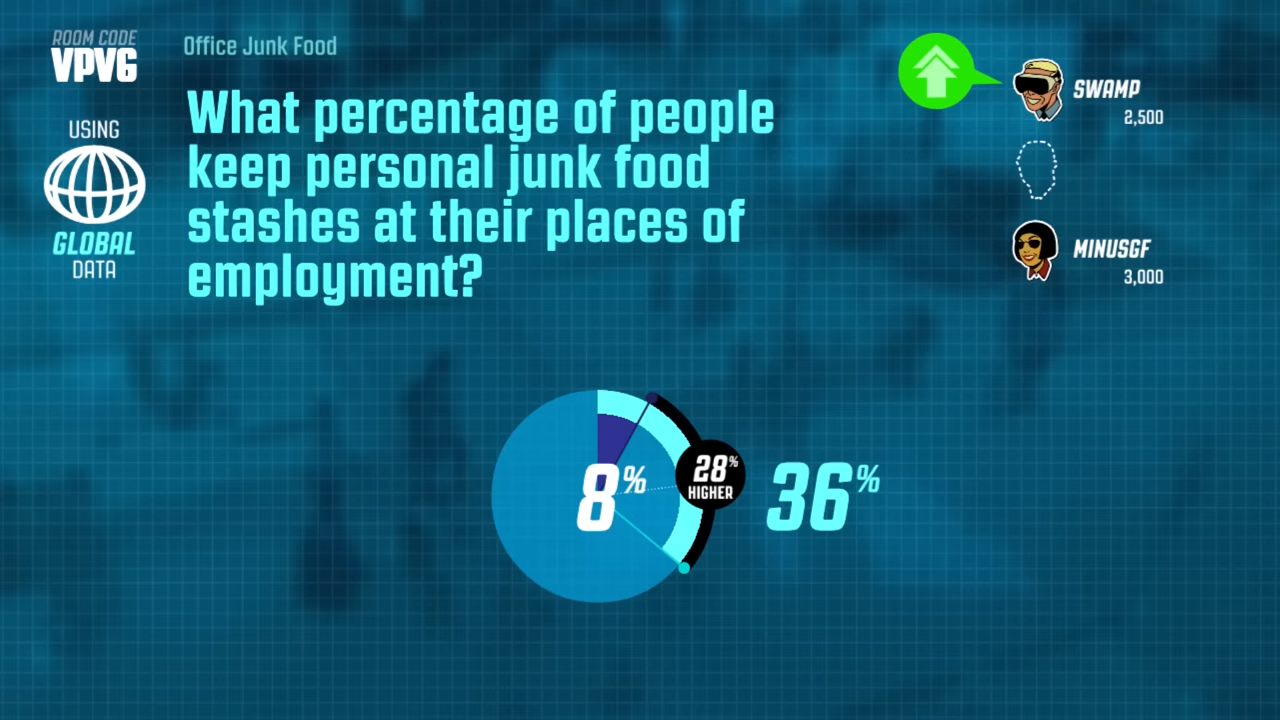 ROOM CODE
VPVG
USING
GLOBAL
DATA
Office Junk Food
What percentage of people
keep personal junk food
stashes at their places of
employment?
SWAMP
2,500
MINUSGF
3,000
8%
28%
HIGHER
36%